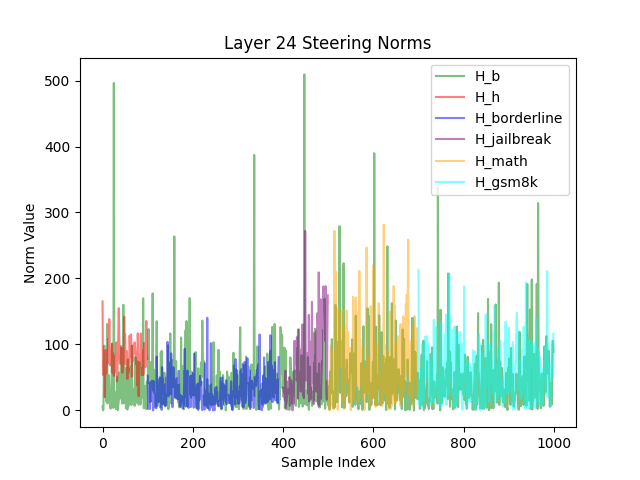 Layer 24 Steering Norms
Norm Value
500
400
300
200
100
0
0
200
400
600
800
1000
Sample Index
H_b
H_h
H_borderline
H_jailbreak
H_math
H_gsm8k